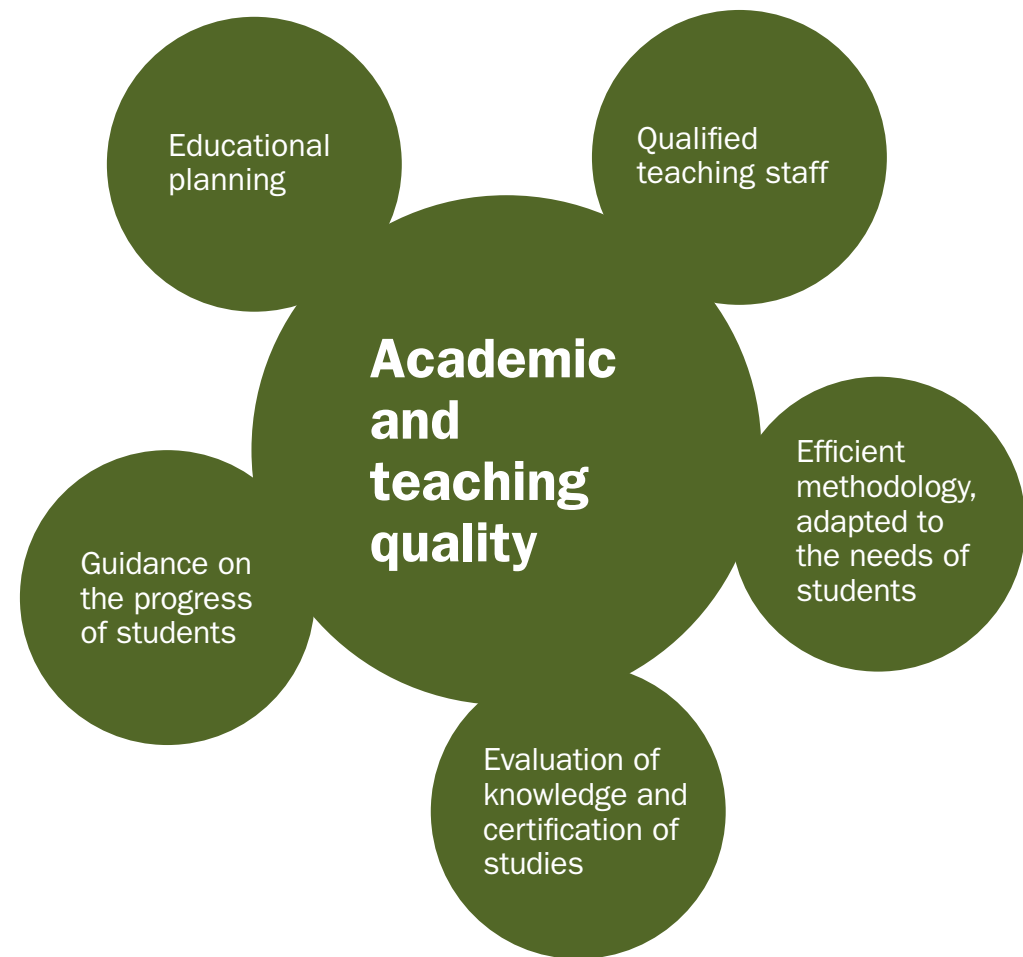 Educational
planning
Qualified
teaching staff
Academic
and
teaching
quality
Efficient
methodology,
adapted to
the needs of
students
Guidance on
the progress
of students
Evaluation of
knowledge and
certification of
studies